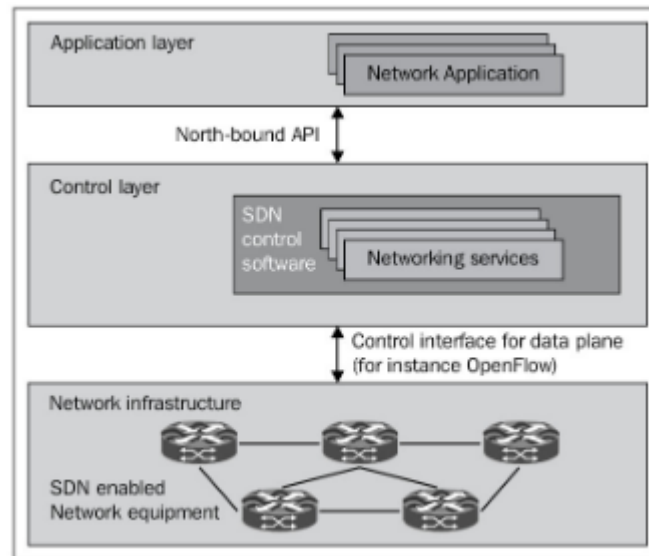 Application layer
Network Application
North-bound API
Control layer
SDN
control
software
Networking services
Control interface for data plane
(for instance OpenFlow)
Network infrastructure
SDN enabled
Network equipment